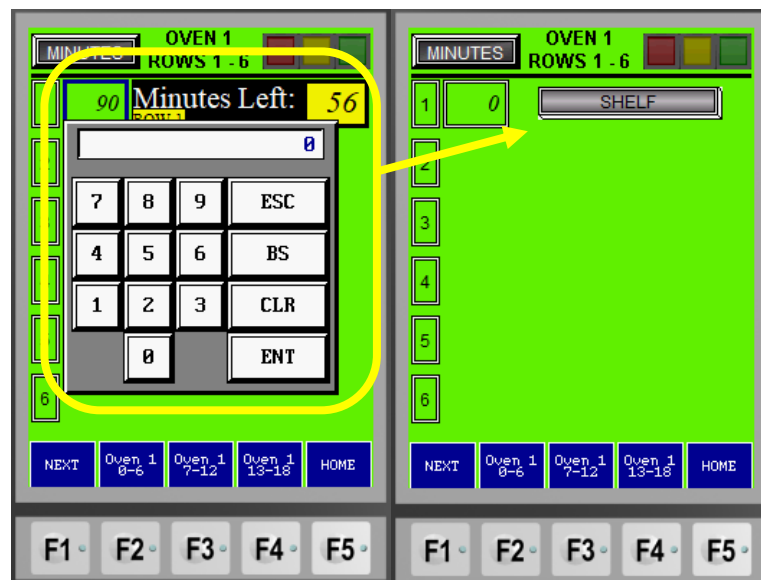 MINUTES
OVEN 1
ROWS 1 - 6
90 Minutes Left: 56
ROW 1
0
7 8 9 ESC
4 5 6 BS
1 2 3 CLR
0 ENT
6
NEXT
Oven 1
0-6
Oven 1
7-12
Oven 1
13-18
HOME
F1 F2 F3 F4 F5
MINUTES
OVEN 1
ROWS 1 - 6
1 0 SHELF
2
3
4
5
6
NEXT
Oven 1
0-6
Oven 1
7-12
Oven 1
13-18
HOME
F1 F2 F3 F4 F5